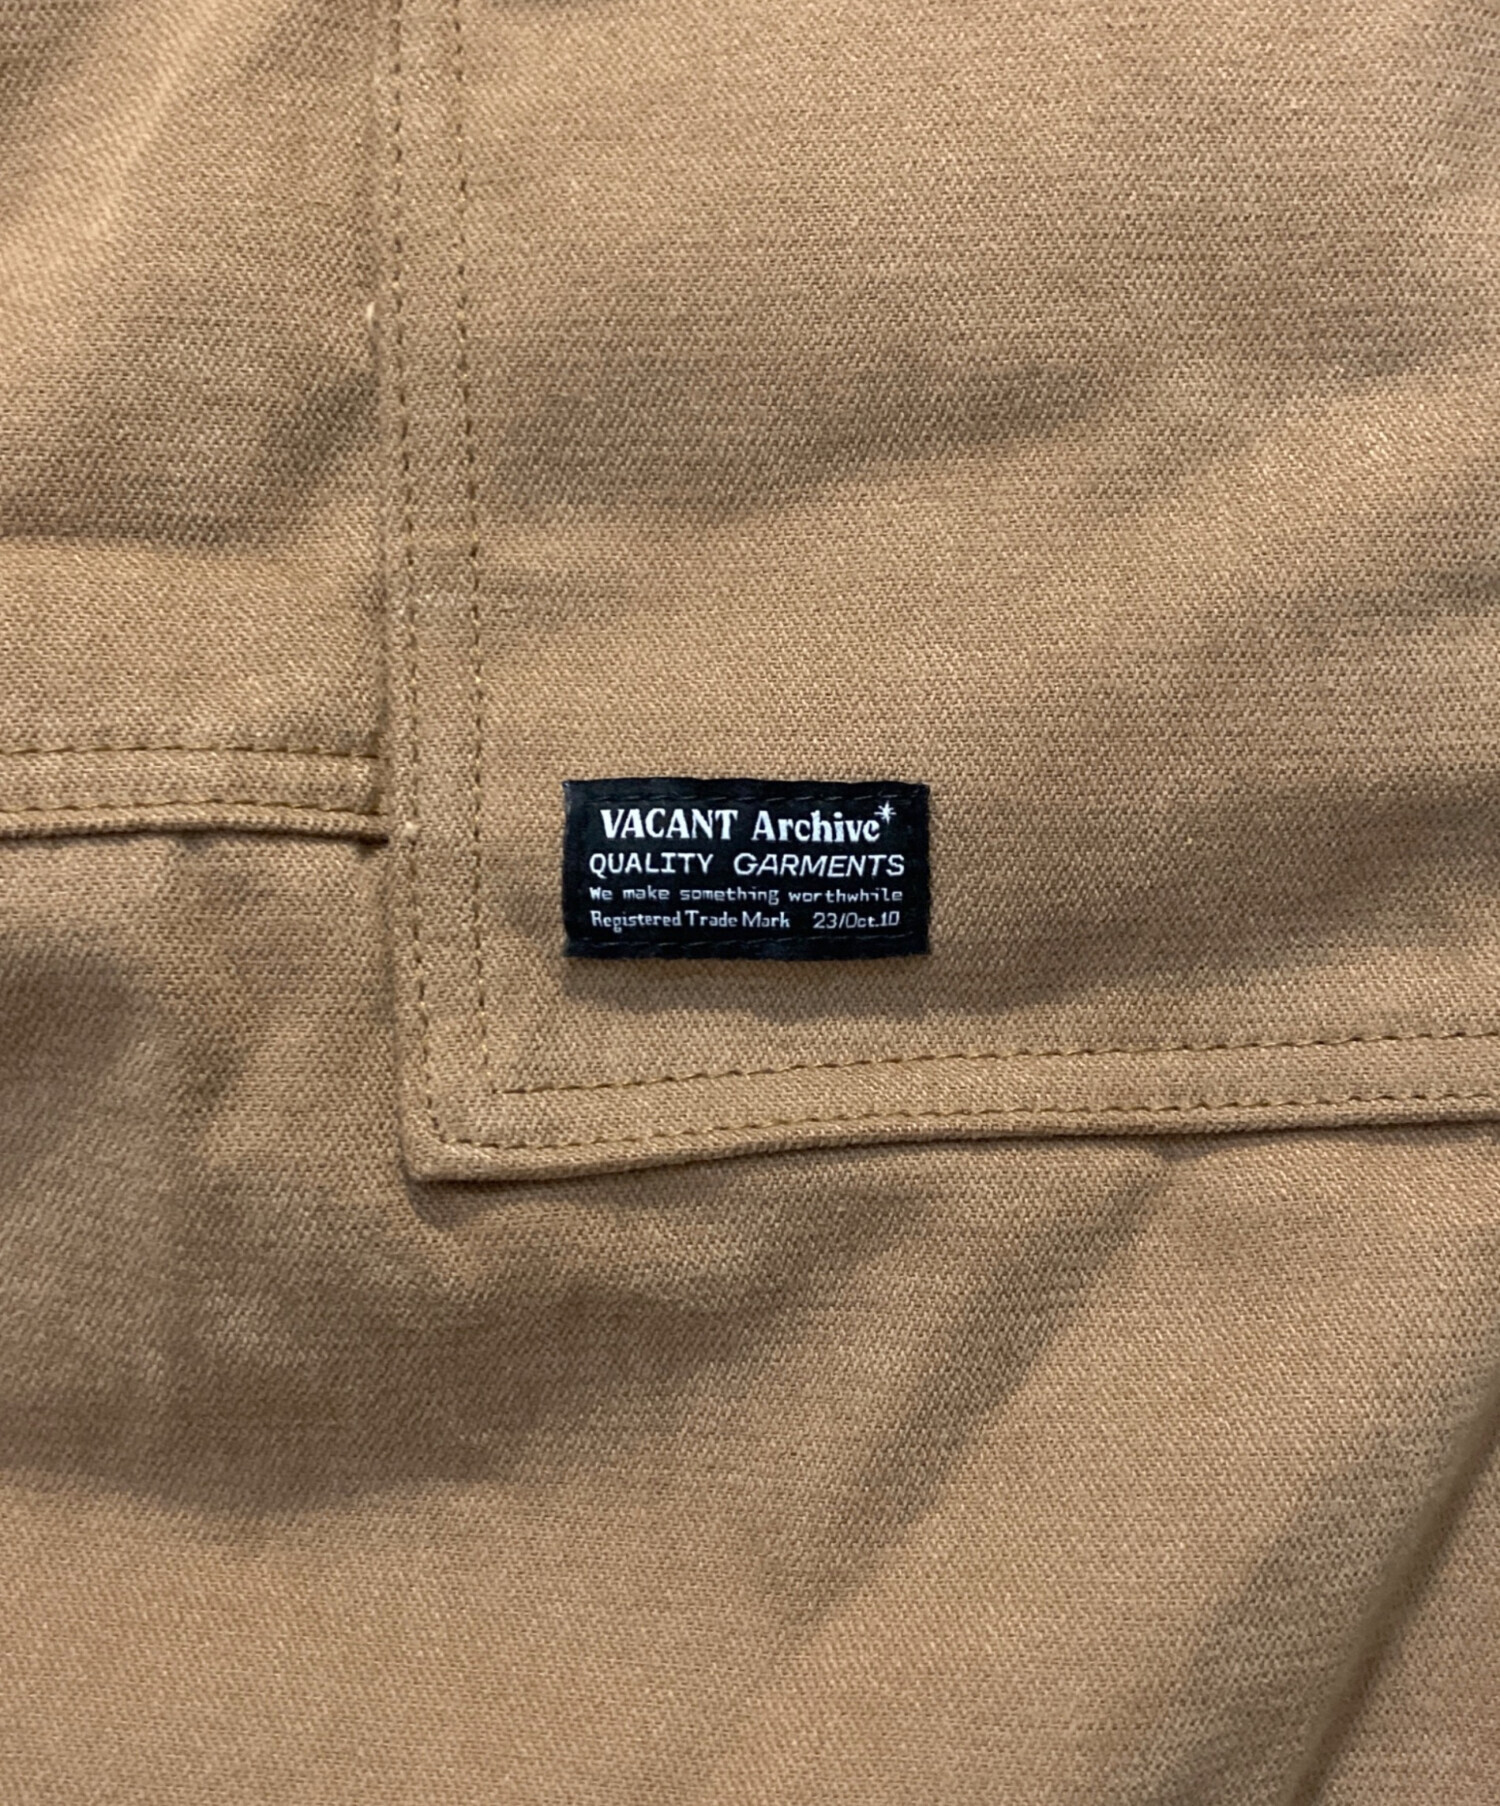 VACANT Archive*
QUALITY GARMENTS
We make something worthwhile
Registered Trade Mark 23/Oct.10